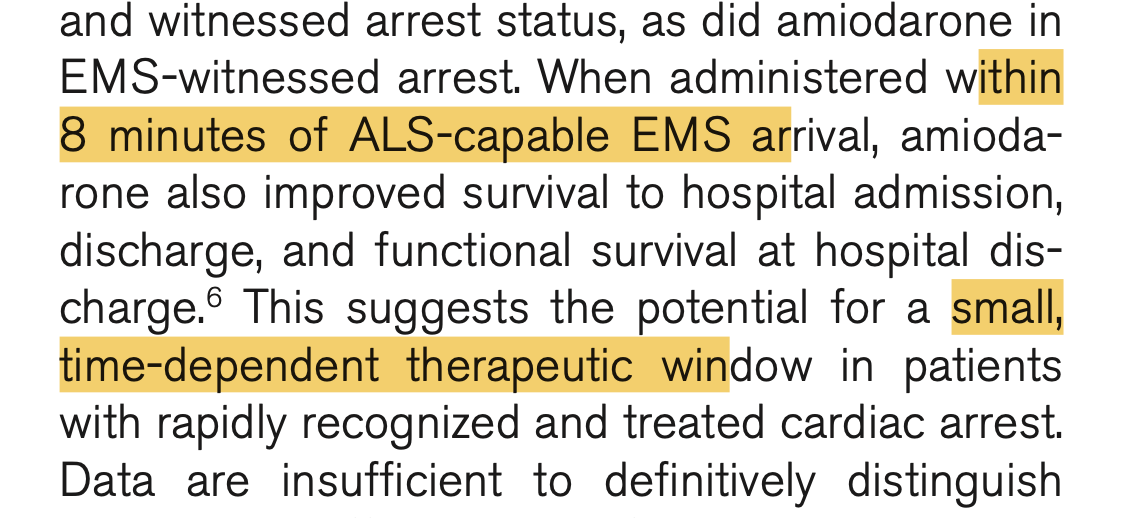 and witnessed arrest status, as did amiodarone in
EMS-witnessed arrest. When administered within
8 minutes of ALS-capable EMS arrival, amioda-
rone also improved survival to hospital admission,
discharge, and functional survival at hospital dis-
charge.⁶ This suggests the potential for a small,
time-dependent therapeutic window in patients
with rapidly recognized and treated cardiac arrest.
Data are insufficient to definitively distinguish